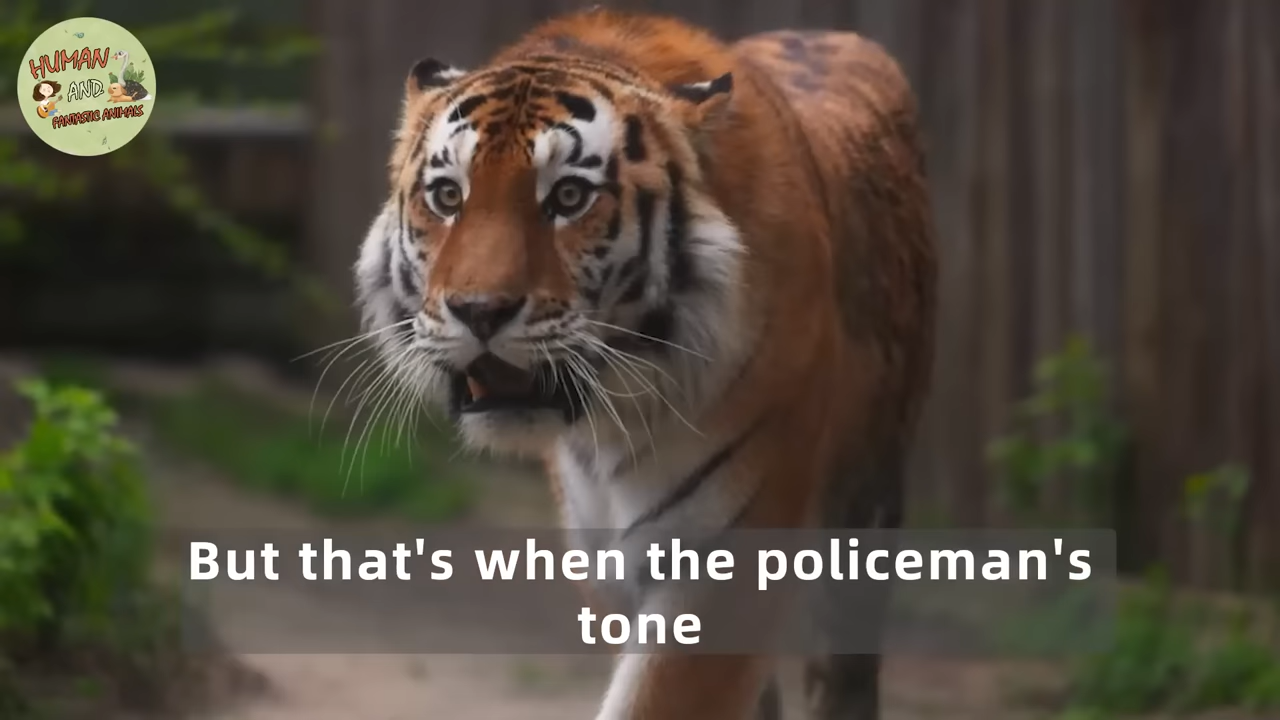 HUMAN
AND
FANTASTIC ANIMALS
But that's when the policeman's
tone